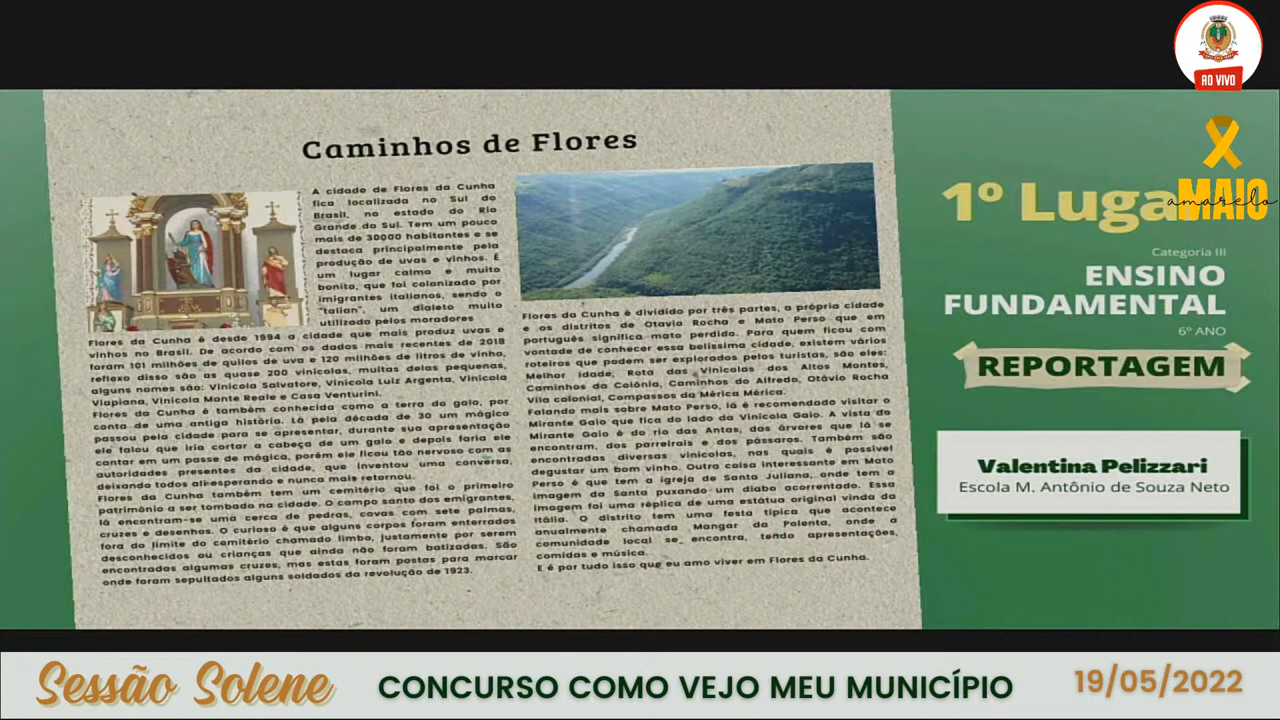 AO VIVO
MAIO
amarelo
Caminhos de Flores
A cidade de Flores da Cunha
fica localizada no Sul do
Brasil, no estado do Rio
Grande do Sul. Tem um pouco
mais de 30000 habitantes e se
destaca principalmente pela
produção de uvas e vinhos. É
um lugar calmo e muito
bonito, que foi colonizado por
imigrantes italianos, sendo o
"talian", um dialeto muito
utilizado pelos moradores
Flores da Cunha é desde 1994 a cidade que mais produz uvas e
vinhos no Brasil. De acordo com os dados mais recentes de 2018
foram 101 milhões de quilos de uva e 120 milhões de litros de vinho,
reflexo disso são as quase 200 vinícolas, muitas delas pequenas,
alguns nomes são: Vinícola Salvatore, Vinícola Luiz Argenta, Vinícola
Viapiana, Vinícola Monte Reale e Casa Venturini.
Flores da Cunha é também conhecida como a terra do galo, por
conta de uma antiga história. Lá pela década de 30 um mágico
passou pela cidade para se apresentar, durante sua apresentação
ele falou que iria cortar a cabeça de um galo e depois faria ele
cantar em um passe de mágica, porém ele ficou tão nervoso com as
autoridades presentes da cidade, que inventou uma conversa,
deixando todos ali esperando e nunca mais retornou.
Flores da Cunha também tem um cemitério que foi o primeiro
patrimônio a ser tombado na cidade. O campo santo dos emigrantes,
lá encontram-se uma cerca de pedras, covas com sete palmas,
cruzes e desenhos. O curioso é que alguns corpos foram enterrados
fora do limite do cemitério chamado limbo, justamente por serem
desconhecidos ou crianças que ainda não foram batizadas. São
encontradas algumas cruzes, mas estas foram postas para marcar
onde foram sepultados alguns soldados da revolução de 1923.
Flores da Cunha é dividido por três partes, a própria cidade
e os distritos de Otavio Rocha e Mato Perso que em
português significa mato perdido. Para quem ficou com
vontade de conhecer essa belíssima cidade, existem vários
roteiros que podem ser explorados pelos turistas, são eles:
Melhor Idade, Rota das Vinícolas dos Altos Montes,
Caminhos da Colônia, Caminhos do Alfredo, Otávio Rocha
Vila colonial, Compassos da Mérica Mérica.
Falando mais sobre Mato Perso, lá é recomendado visitar o
Mirante Gaio que fica do lado da Vinícola Gaio. A vista do
Mirante Gaio é do rio das Antas, das árvores que lá se
encontram, dos parreirais e dos pássaros. Também são
encontradas diversas vinícolas, nas quais é possível
degustar um bom vinho. Outra coisa interessante em Mato
Perso é que tem a igreja de Santa Juliana, onde tem a
imagem da Santa puxando um diabo acorrentado. Essa
imagem foi uma réplica de uma estátua original vinda da
Itália. O distrito tem uma festa típica que acontece
anualmente chamada Mangar da Polenta, onde a
comunidade local se encontra, tendo apresentações,
comidas e música.
E é por tudo isso que eu amo viver em Flores da Cunha.
1º Luga
Categoria III
ENSINO
FUNDAMENTAL
6º ANO
REPORTAGEM
Valentina Pelizzari
Escola M. Antônio de Souza Neto
Sessão Solene
CONCURSO COMO VEJO MEU MUNICÍPIO
19/05/2022